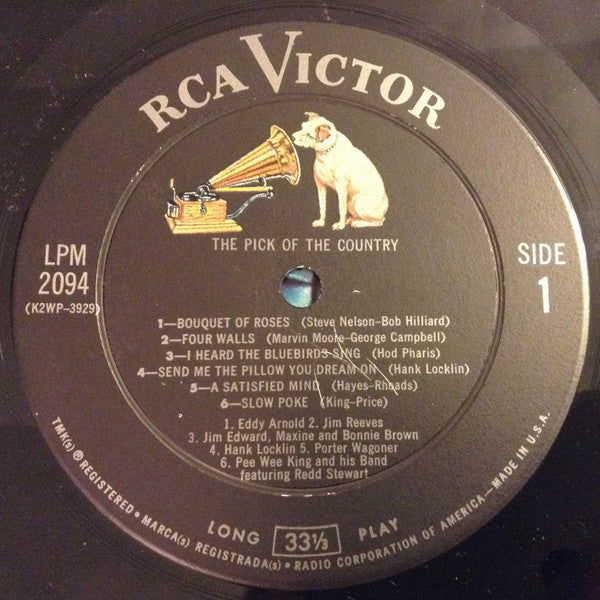 RCA VICTOR
THE PICK OF THE COUNTRY
LPM
2094
(K2WP-3929)
SIDE
1
1—BOUQUET OF ROSES (Steve Nelson-Bob Hilliard)
2—FOUR WALLS (Marvin Moore-George Campbell)
3—I HEARD THE BLUEBIRDS SING (Hod Pharis)
4—SEND ME THE PILLOW YOU DREAM ON (Hank Locklin)
5—A SATISFIED MIND (Hayes-Rhoads)
6—SLOW POKE (King-Price)
1. Eddy Arnold 2. Jim Reeves
3. Jim Edward, Maxine and Bonnie Brown
4. Hank Locklin 5. Porter Wagoner
6. Pee Wee King and his Band
featuring Redd Stewart
LONG 33⅓ PLAY
TMK(s) ® REGISTERED • MARCA(s) REGISTRADA(s) • RADIO CORPORATION OF AMERICA—MADE IN U.S.A.